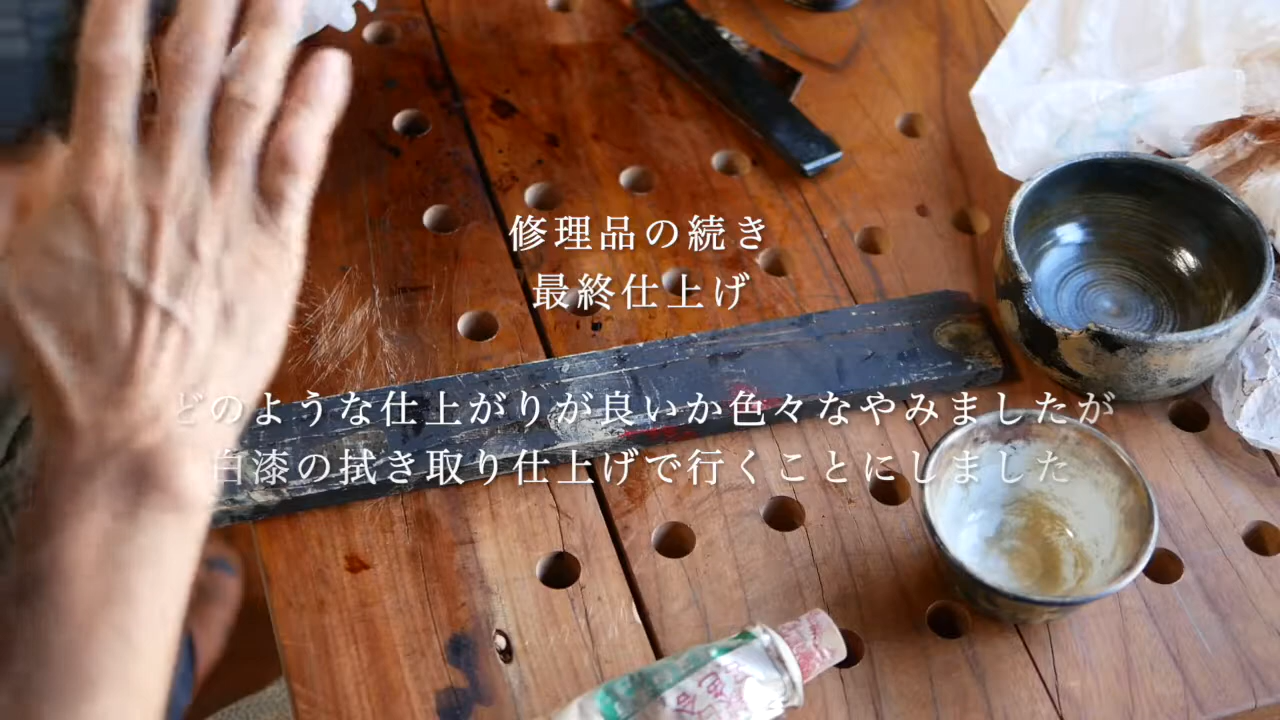 修理品の続き
最終仕上げ
どのような仕上がりが良いか色々なやみましたが
白漆の拭き取り仕上げで行くことにしました